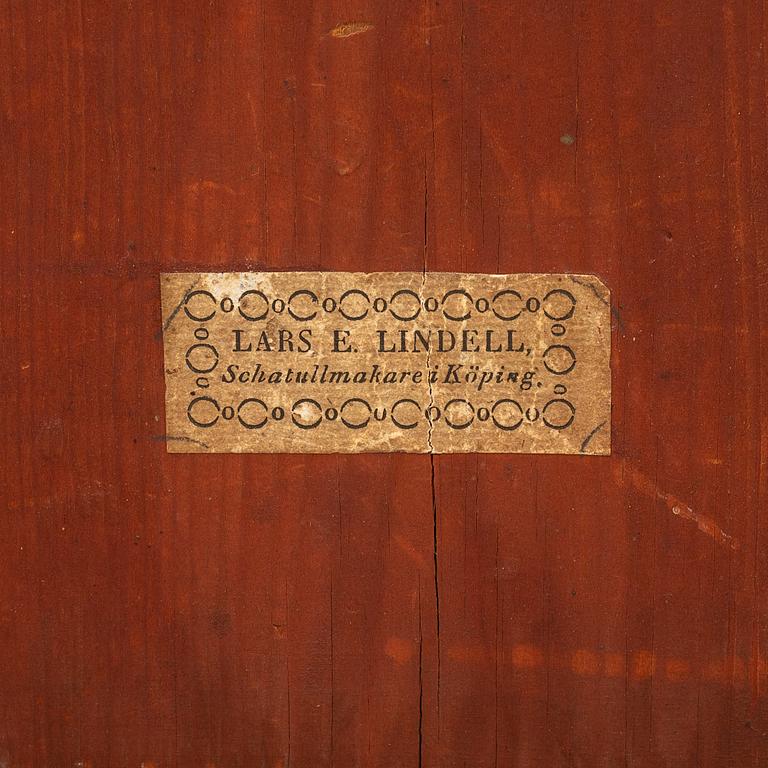 LARS E. LINDELL,
Schatullmakare i Köping.